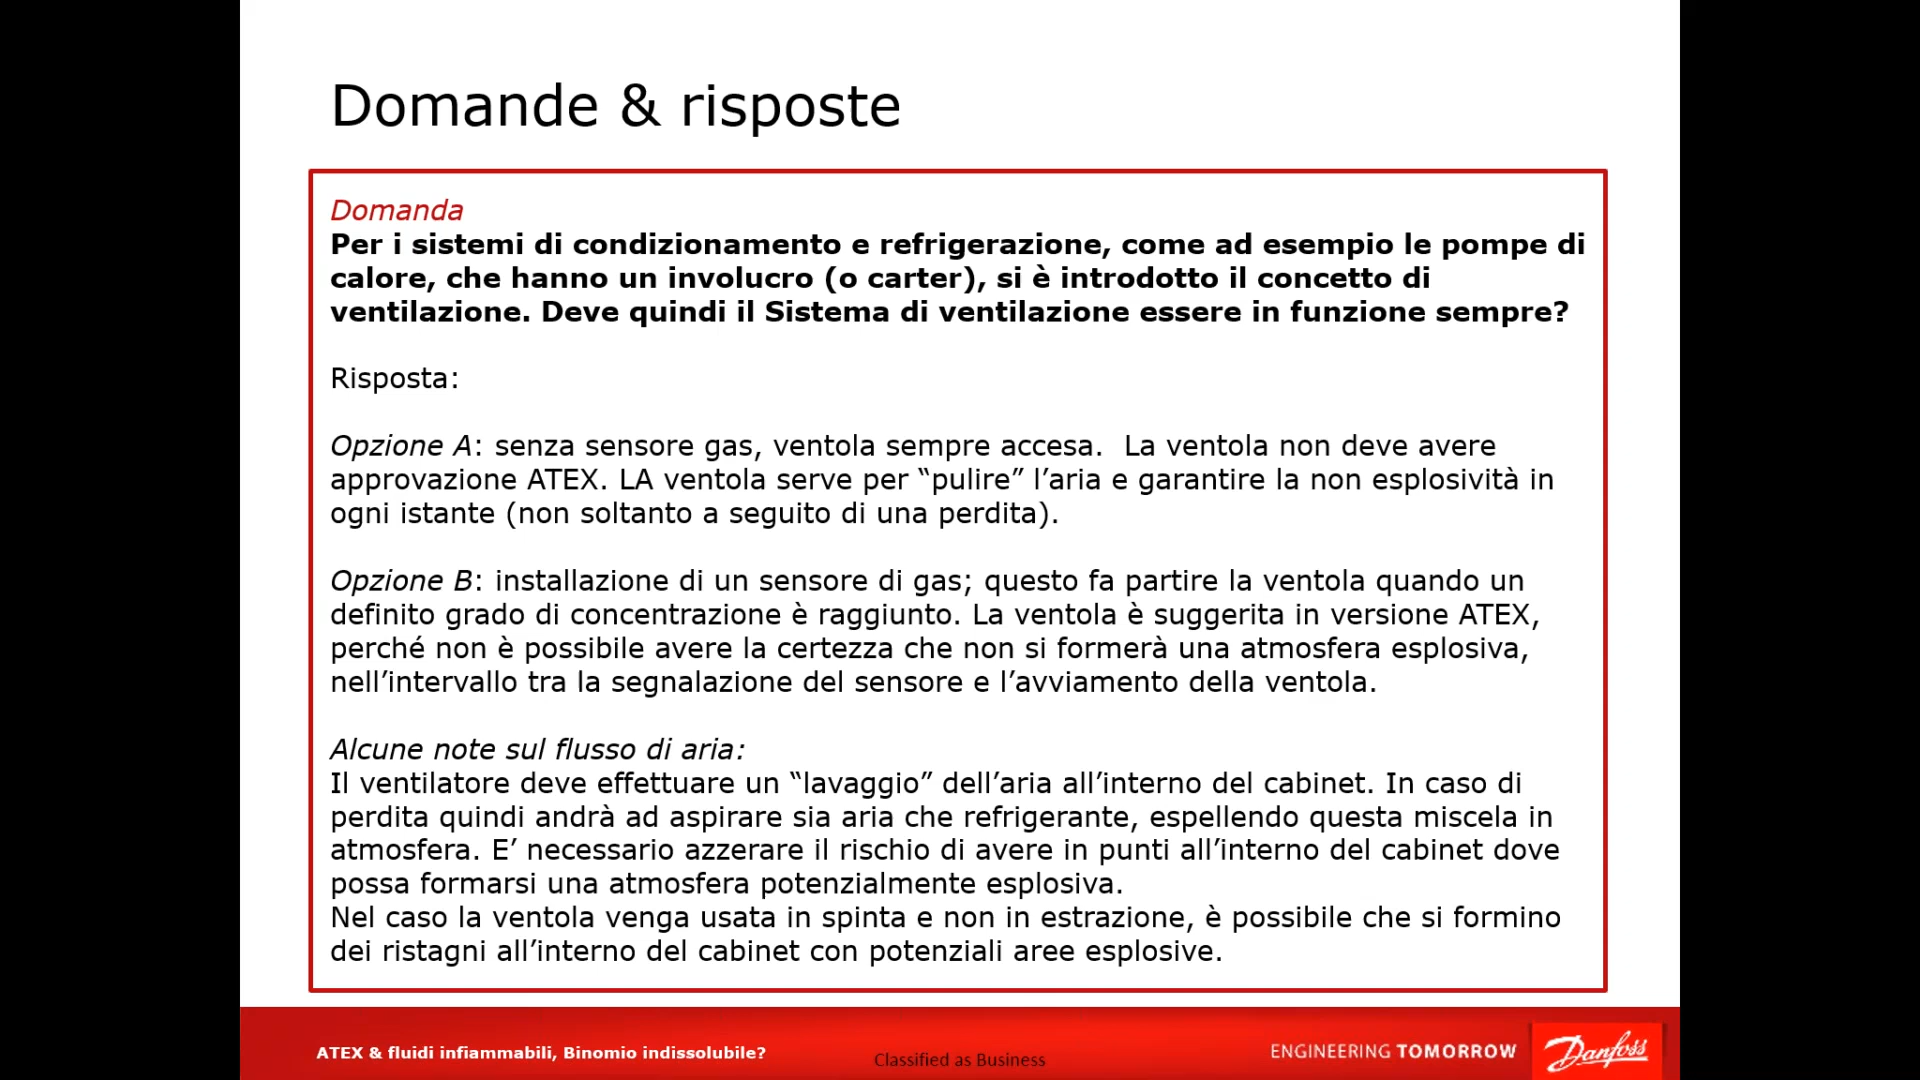 Domande & risposte
Domanda
Per i sistemi di condizionamento e refrigerazione, come ad esempio le pompe di
calore, che hanno un involucro (o carter), si è introdotto il concetto di
ventilazione. Deve quindi il Sistema di ventilazione essere in funzione sempre?
Risposta:
Opzione A: senza sensore gas, ventola sempre accesa.  La ventola non deve avere
approvazione ATEX. LA ventola serve per “pulire” l’aria e garantire la non esplosività in
ogni istante (non soltanto a seguito di una perdita).
Opzione B: installazione di un sensore di gas; questo fa partire la ventola quando un
definito grado di concentrazione è raggiunto. La ventola è suggerita in versione ATEX,
perché non è possibile avere la certezza che non si formerà una atmosfera esplosiva,
nell’intervallo tra la segnalazione del sensore e l’avviamento della ventola.
Alcune note sul flusso di aria:
Il ventilatore deve effettuare un “lavaggio” dell’aria all’interno del cabinet. In caso di
perdita quindi andrà ad aspirare sia aria che refrigerante, espellendo questa miscela in
atmosfera. E’ necessario azzerare il rischio di avere in punti all’interno del cabinet dove
possa formarsi una atmosfera potenzialmente esplosiva.
Nel caso la ventola venga usata in spinta e non in estrazione, è possibile che si formino
dei ristagni all’interno del cabinet con potenziali aree esplosive.
ATEX & fluidi infiammabili, Binomio indissolubile?
Classified as Business
ENGINEERING TOMORROW
Danfoss